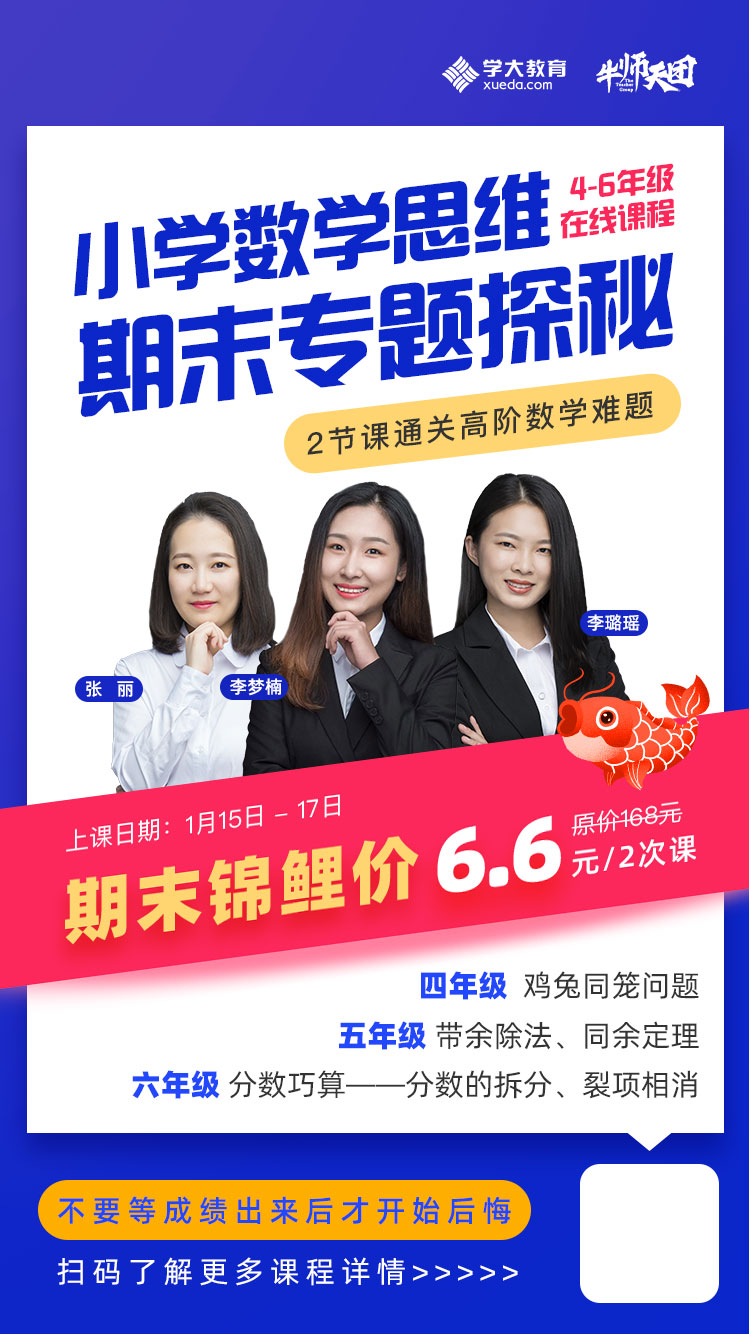 学大教育
xueda.com
牛师天团
The
Teacher
Group
小学数学思维
4-6年级
在线课程
期末专题探秘
2节课通关高阶数学难题
张 丽
李梦楠
李璐瑶
上课日期：1月15日 – 17日
期末锦鲤价 6.6
原价168元
元/2次课
四年级 鸡兔同笼问题
五年级 带余除法、同余定理
六年级 分数巧算——分数的拆分、裂项相消
不要等成绩出来后才开始后悔
扫码了解更多课程详情>>>>>